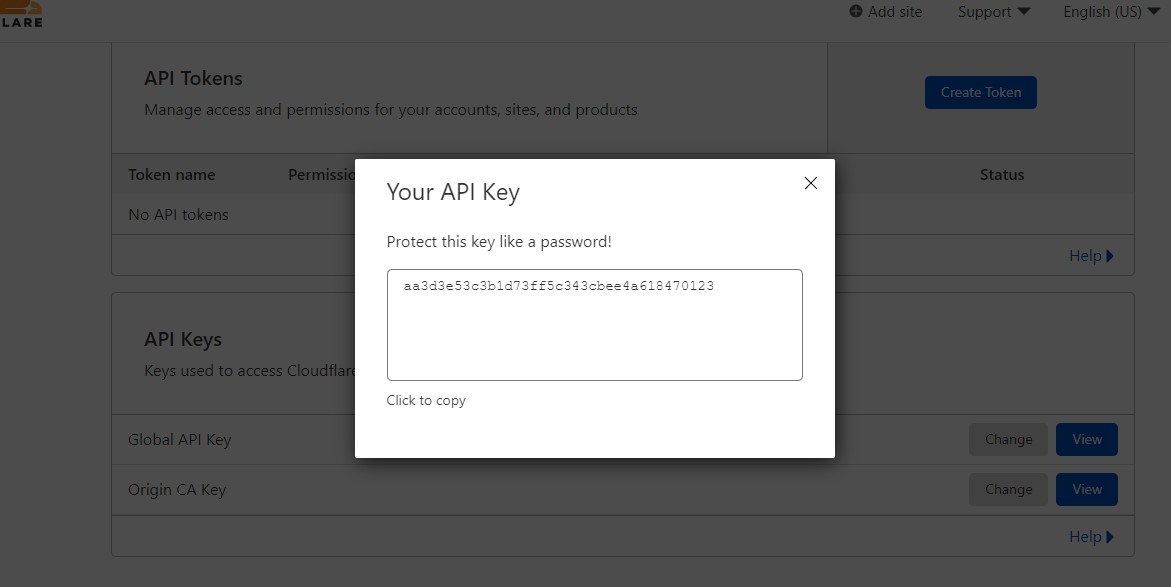 LARE
Add site Support English (US)
API Tokens
Manage access and permissions for your accounts, sites, and products
Create Token
Token name Status
No API tokens
Help
Your API Key
Protect this key like a password!
aa3d3e53c3b1d73ff5c343cbee4a618470123
Click to copy
API Keys
Keys used to access Cloudflare
Global API Key Change View
Origin CA Key Change View
Help